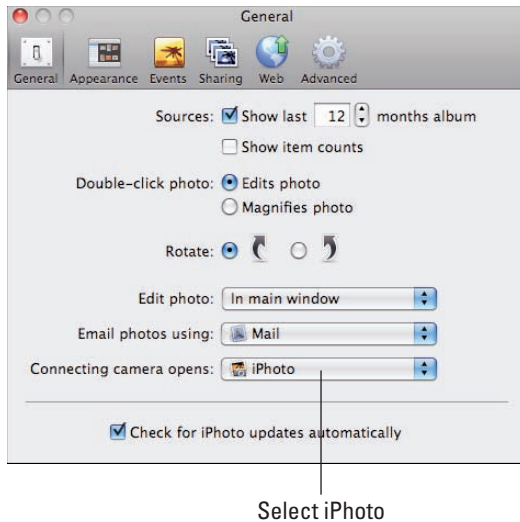 General
General Appearance Events Sharing Web Advanced
Sources: Show last 12 months album
Show item counts
Double-click photo: Edits photo
Magnifies photo
Rotate:
Edit photo: In main window
Email photos using: Mail
Connecting camera opens: iPhoto
Check for iPhoto updates automatically
Select iPhoto